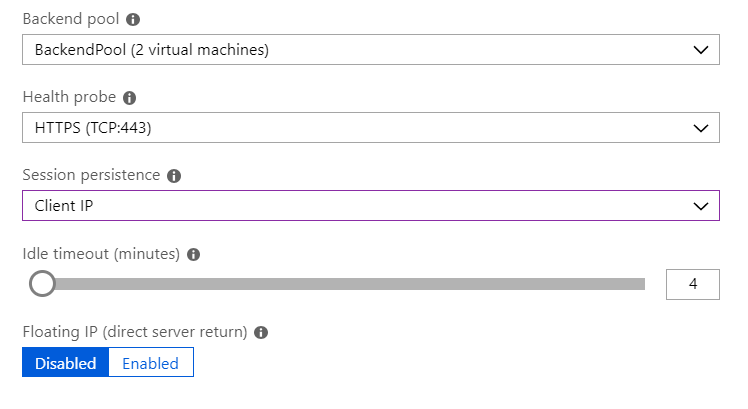 Backend pool
BackendPool (2 virtual machines)
Health probe
HTTPS (TCP:443)
Session persistence
Client IP
Idle timeout (minutes)
4
Floating IP (direct server return)
Disabled Enabled